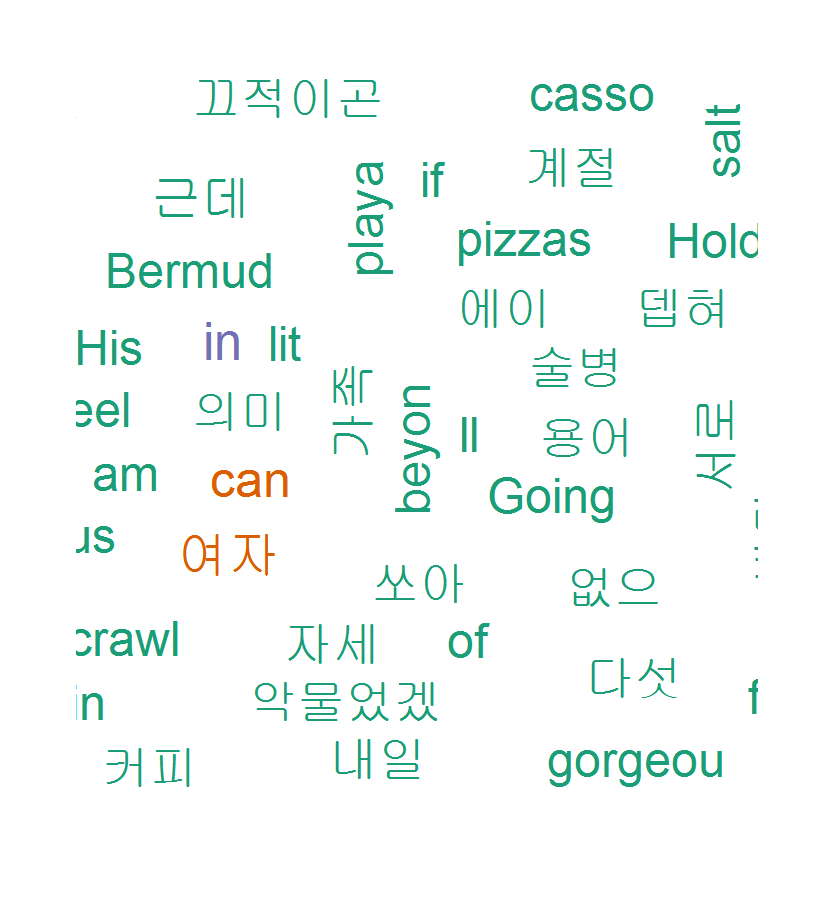 끄적이곤
casso
salt
계절
if
playa
근데
pizzas
Hold
Bermud
에이
뎁혀
His
in
lit
술병
가족
eel
의미
beyon
ll
용어
서로
am
can
Going
us
여자
쏘아
없으
crawl
자세
of
다섯
in
악물었겠
f
커피
내일
gorgeou